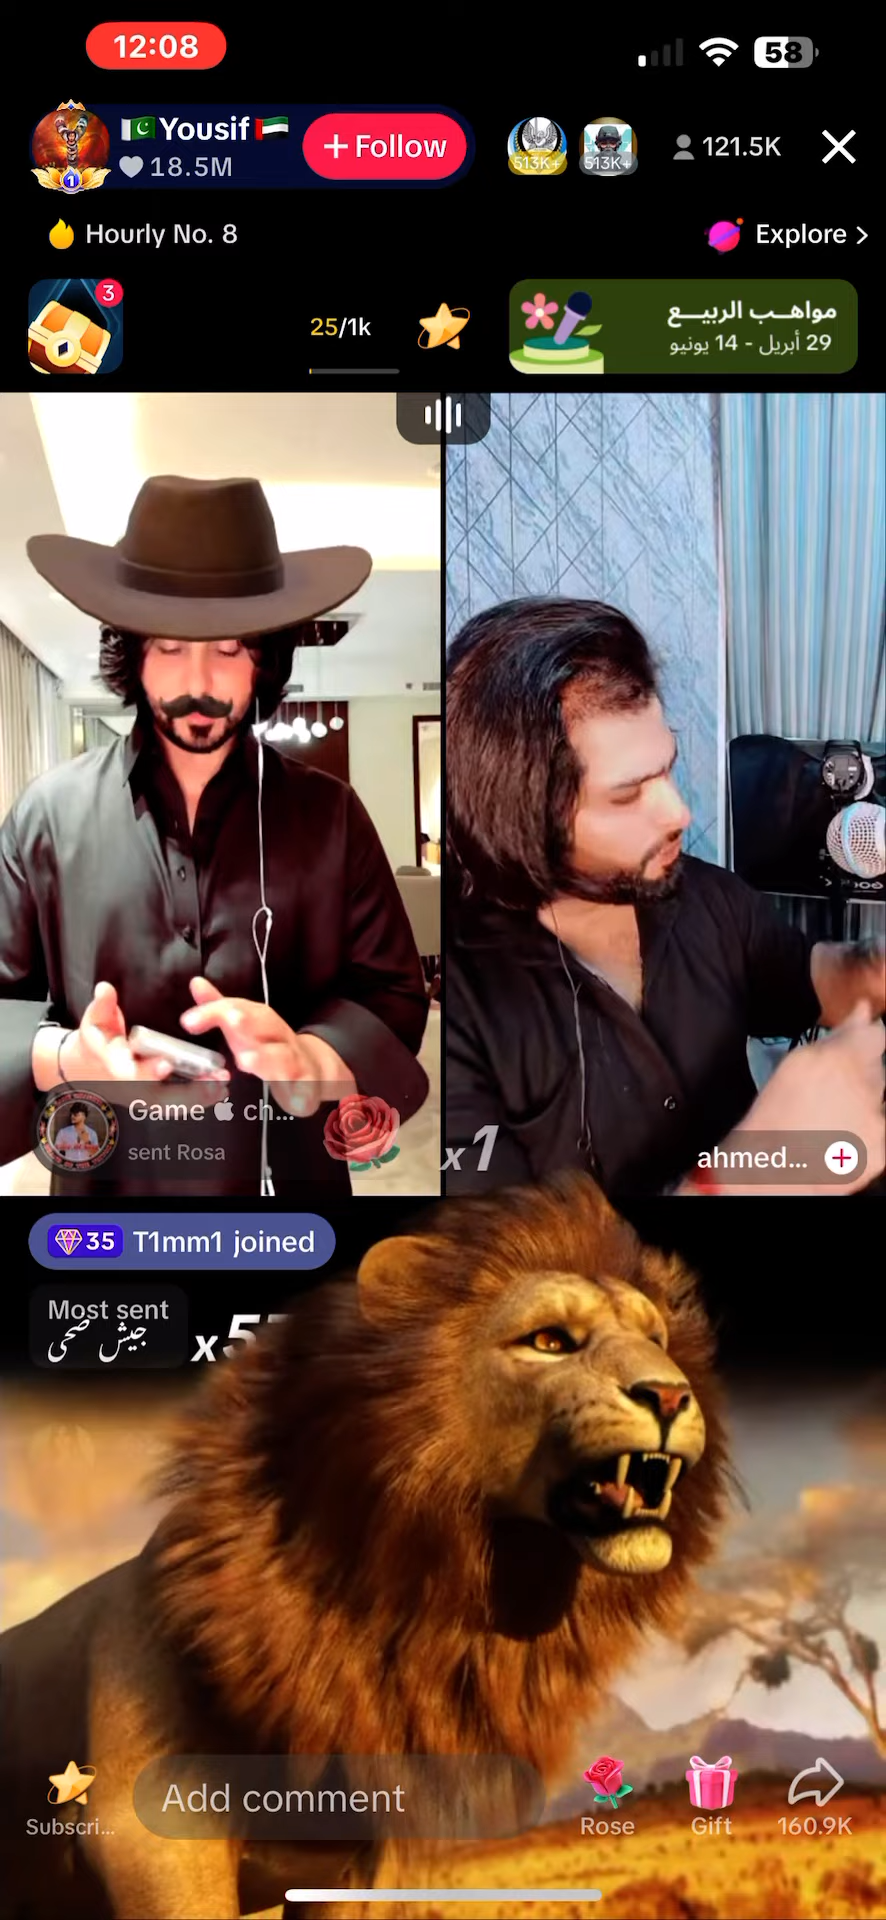 12:08
58
🇵🇰Yousif🇦🇪
18.5M
+ Follow
513K+
513K+
121.5K
1
Hourly No. 8
Explore >
3
25/1k
مواهب الربيع
29 أبريل - 14 يونيو
Game  ch...
sent Rosa
x1
ahmed...
35 T1mm1 joined
Most sent
جيش ضحى
Add comment
Subscri...
Rose
Gift
160.9K